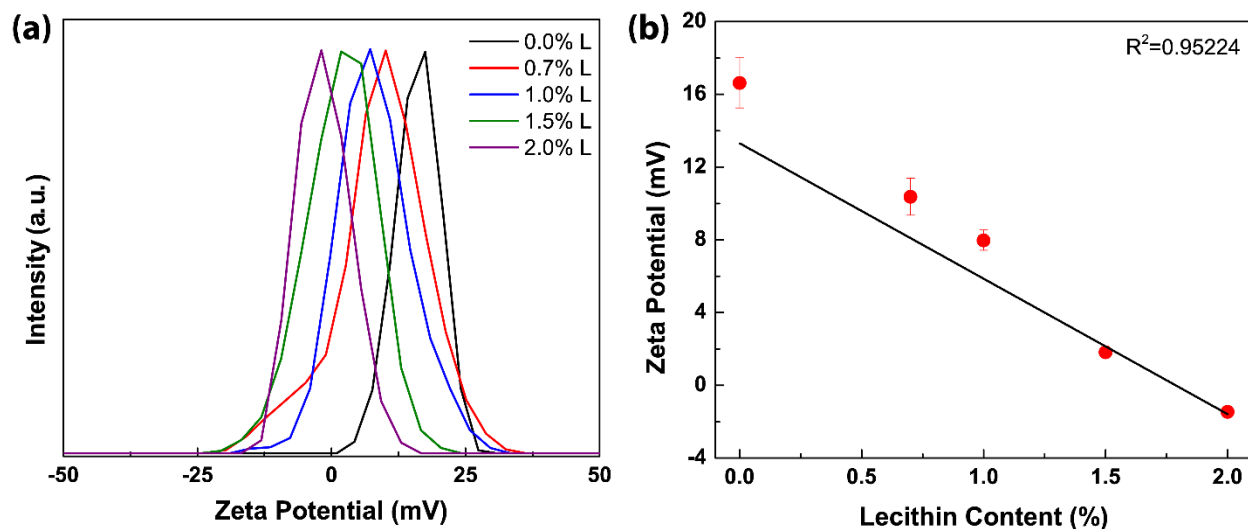 (a)
0.0% L
0.7% L
1.0% L
1.5% L
2.0% L
Intensity (a.u.)
-50 -25 0 25 50
Zeta Potential (mV)
(b)
R²=0.95224
20
16
12
8
4
0
-4
Zeta Potential (mV)
0.0 0.5 1.0 1.5 2.0
Lecithin Content (%)